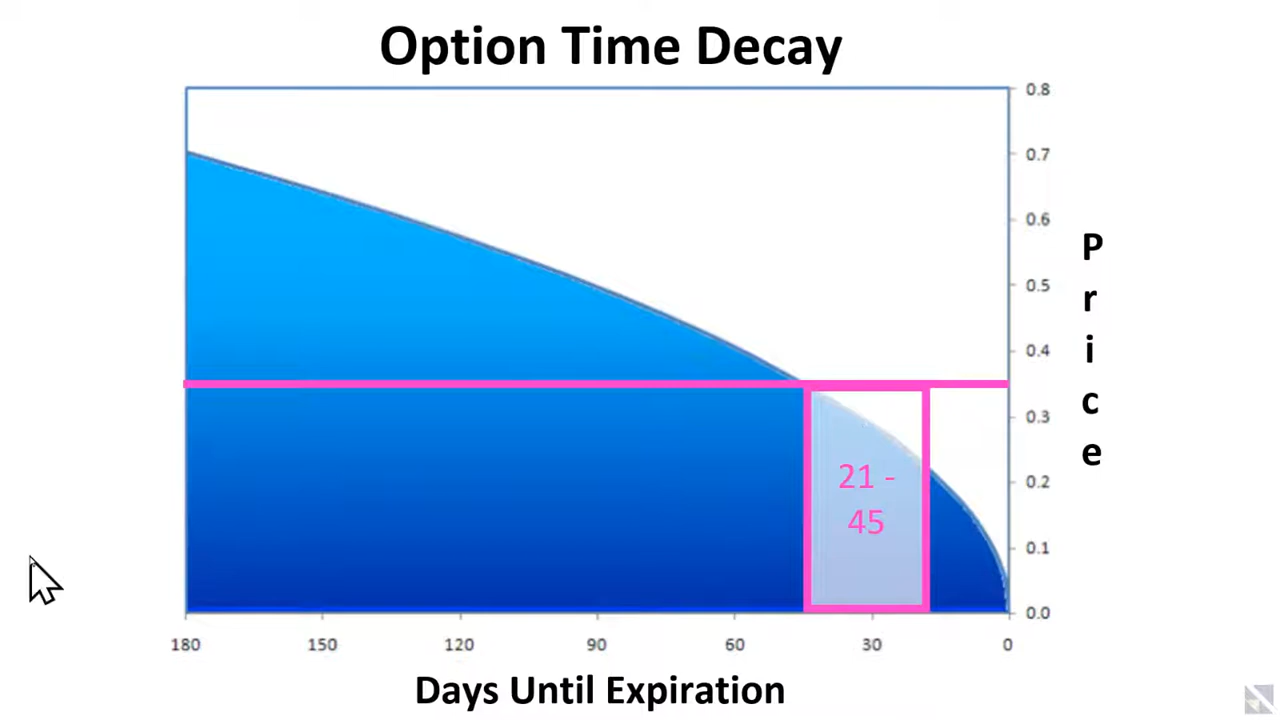 Option Time Decay
0.8
0.7
0.6
0.5
0.4
0.3
0.2
0.1
0.0
Price
21 -
45
180 150 120 90 60 30 0
Days Until Expiration